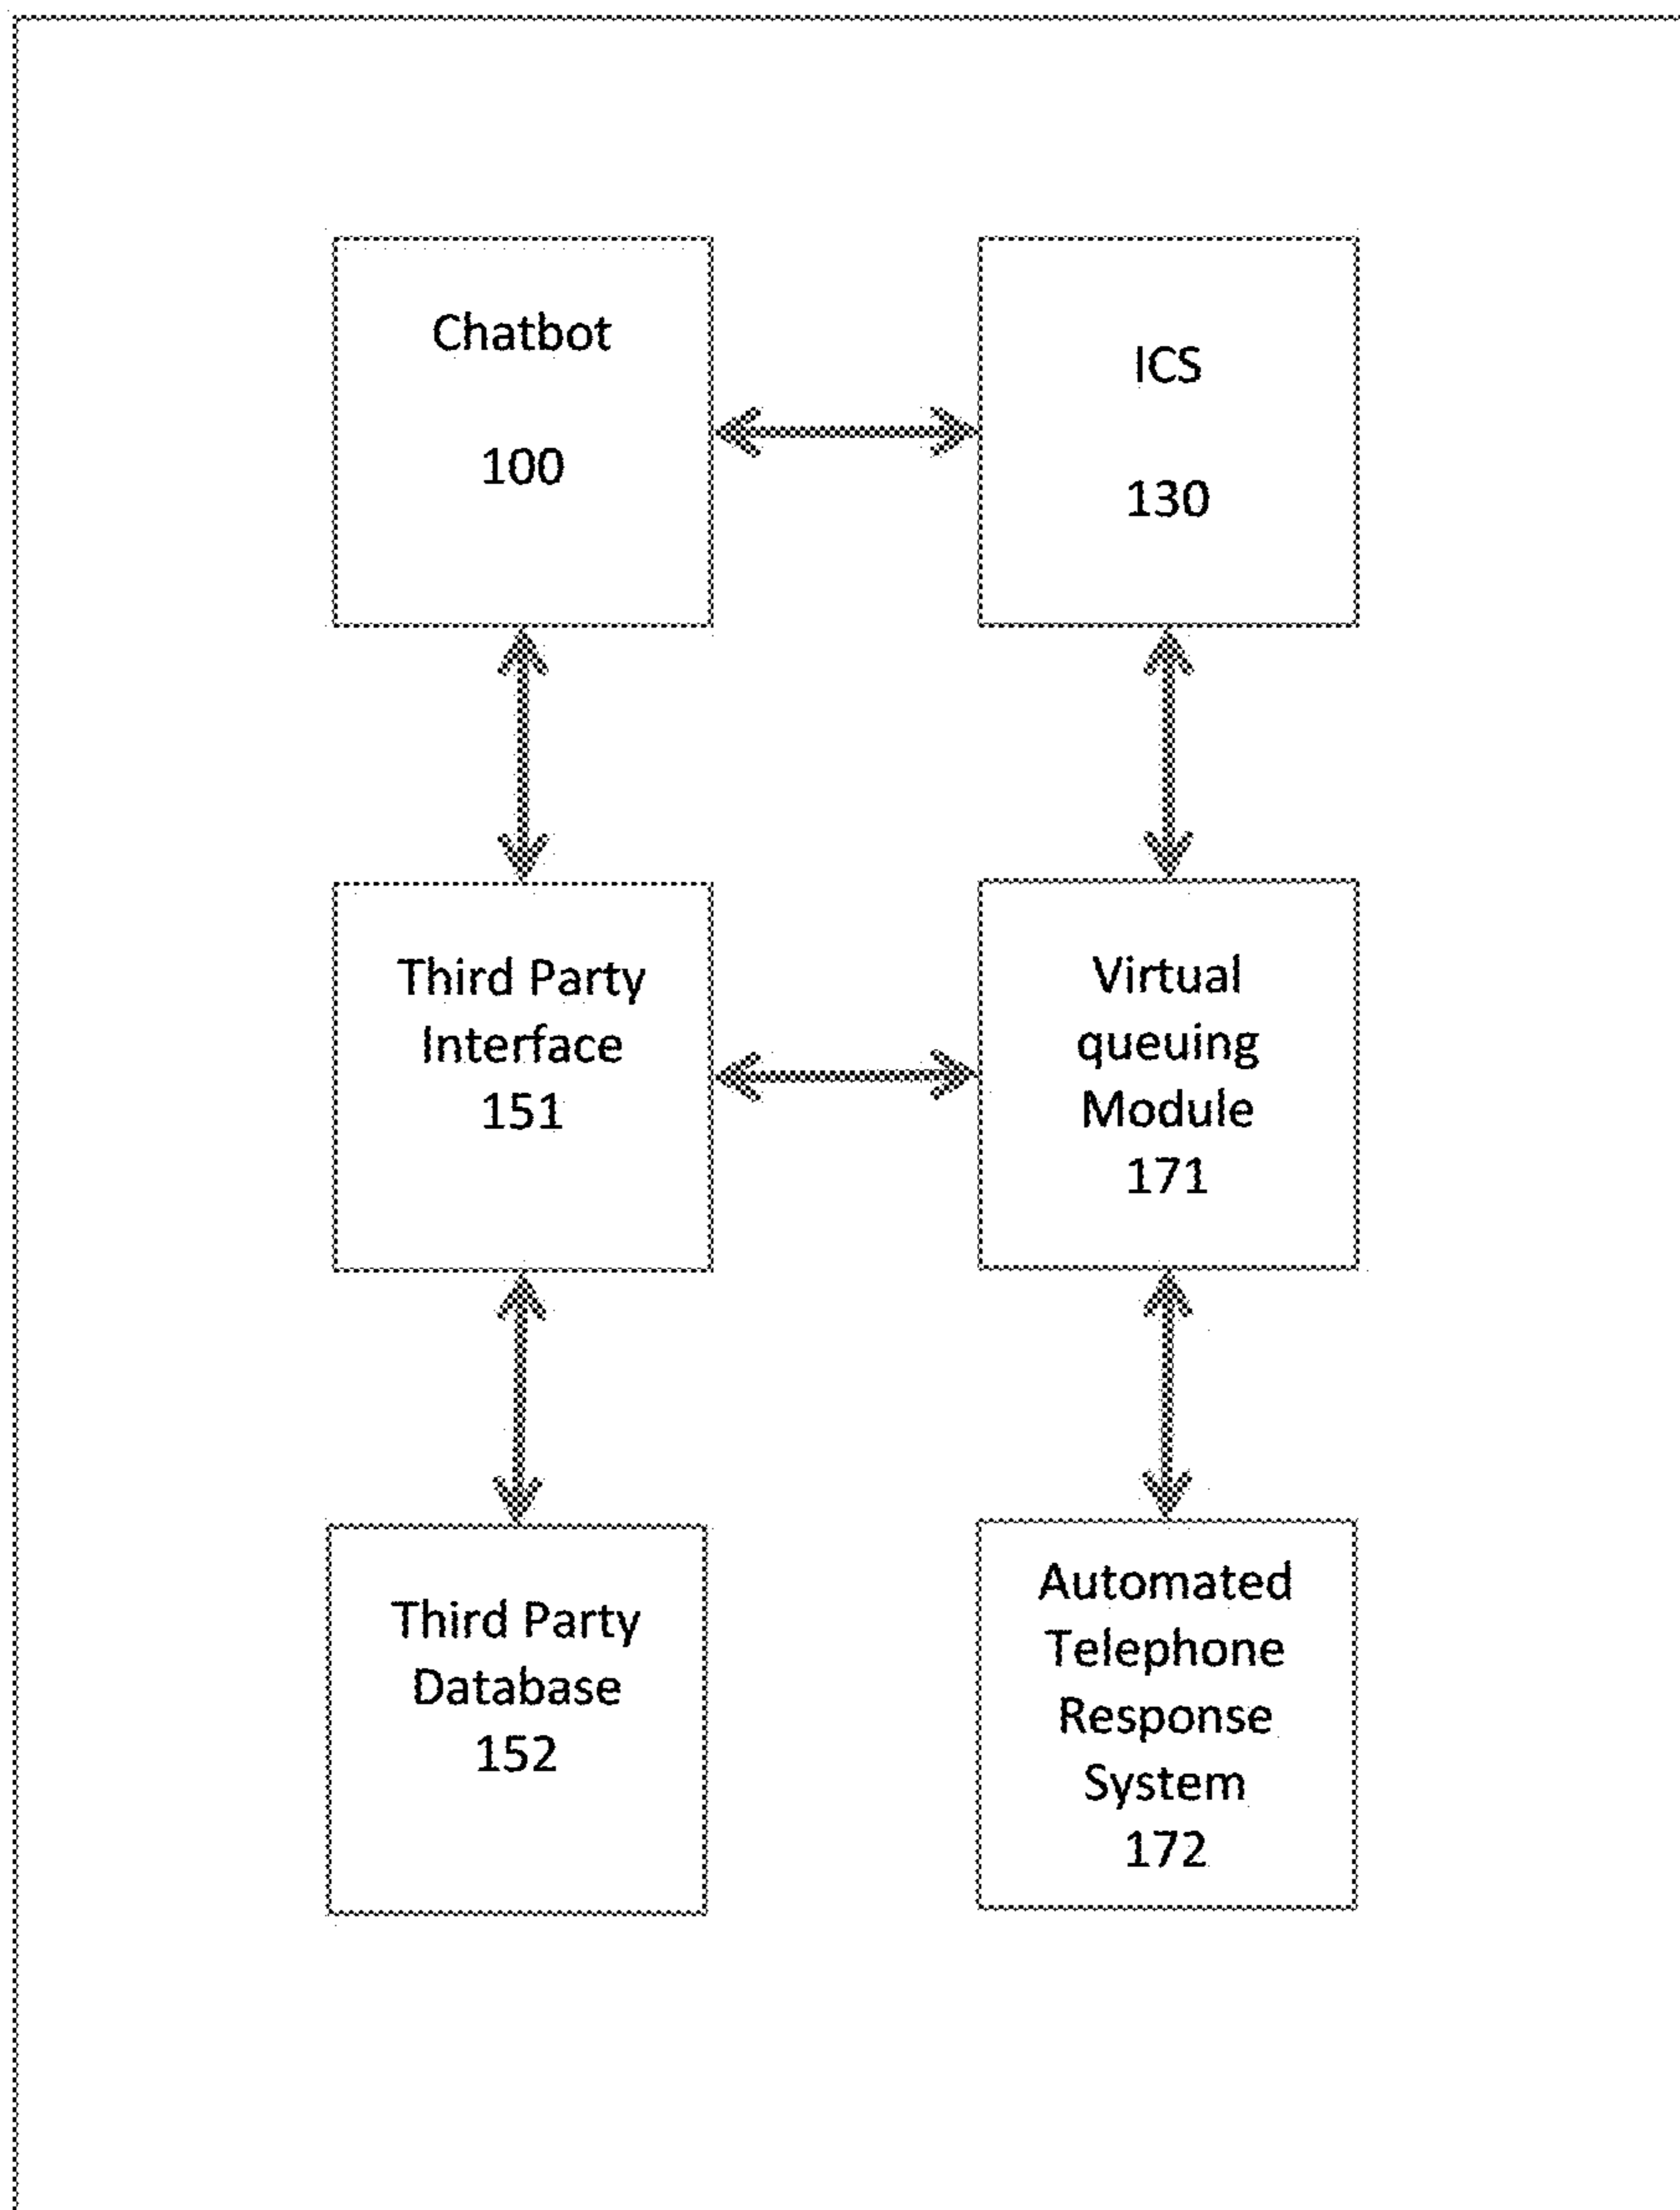 Chatbot
100
ICS
130
Third Party
Interface
151
Virtual
queuing
Module
171
Third Party
Database
152
Automated
Telephone
Response
System
172